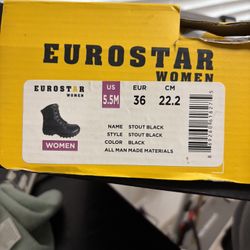 EUROSTAR
WOMEN
EUROSTAR
WOMEN
US EUR CM
5.5M 36 22.2
NAME STOUT BLACK
STYLE STOUT BLACK
COLOR BLACK
ALL MAN MADE MATERIALS
WOMEN